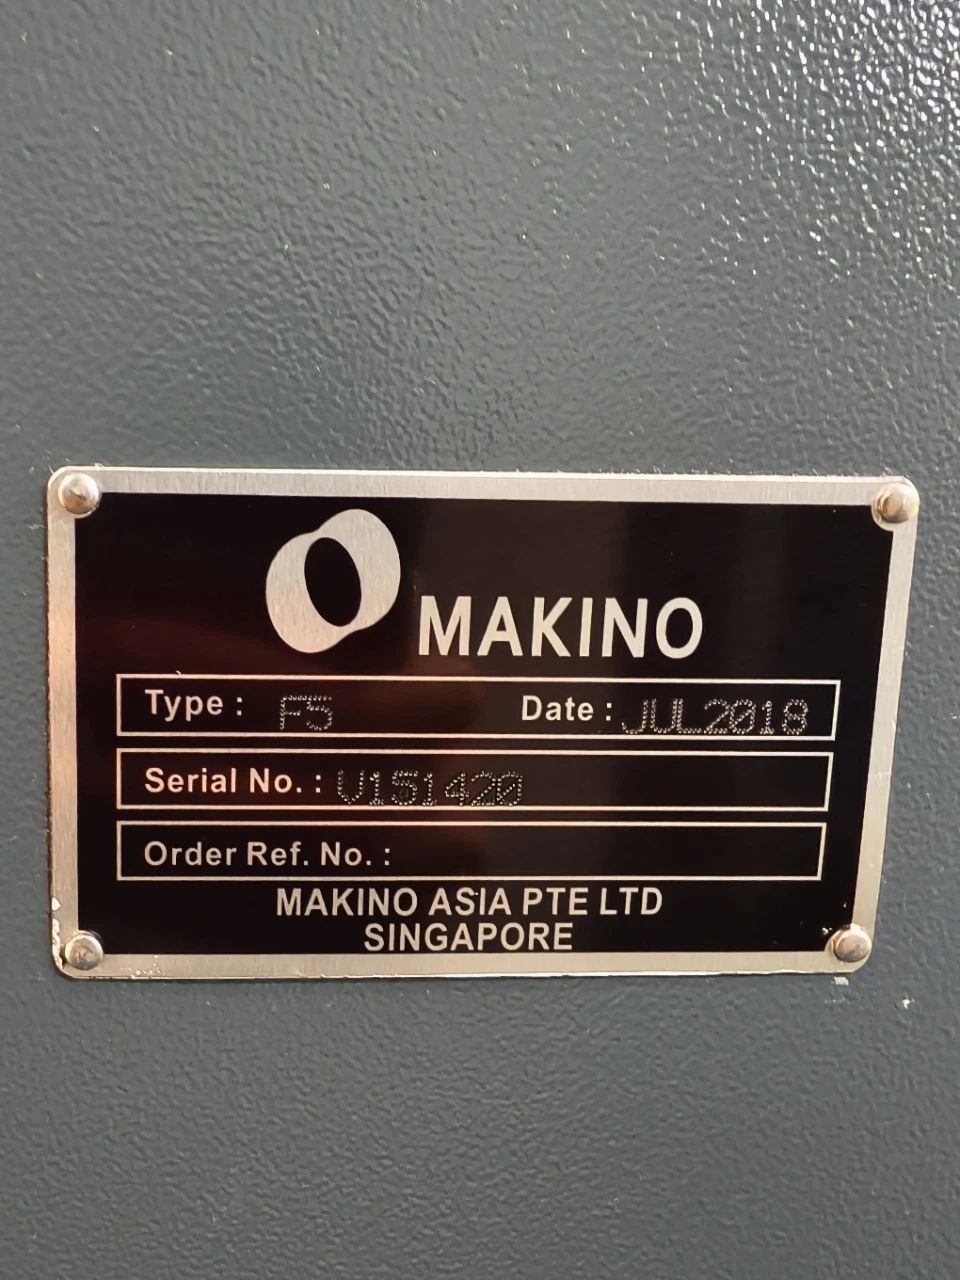 MAKINO
Type : F5 Date : JUL2018
Serial No. : V151420
Order Ref. No. :
MAKINO ASIA PTE LTD
SINGAPORE